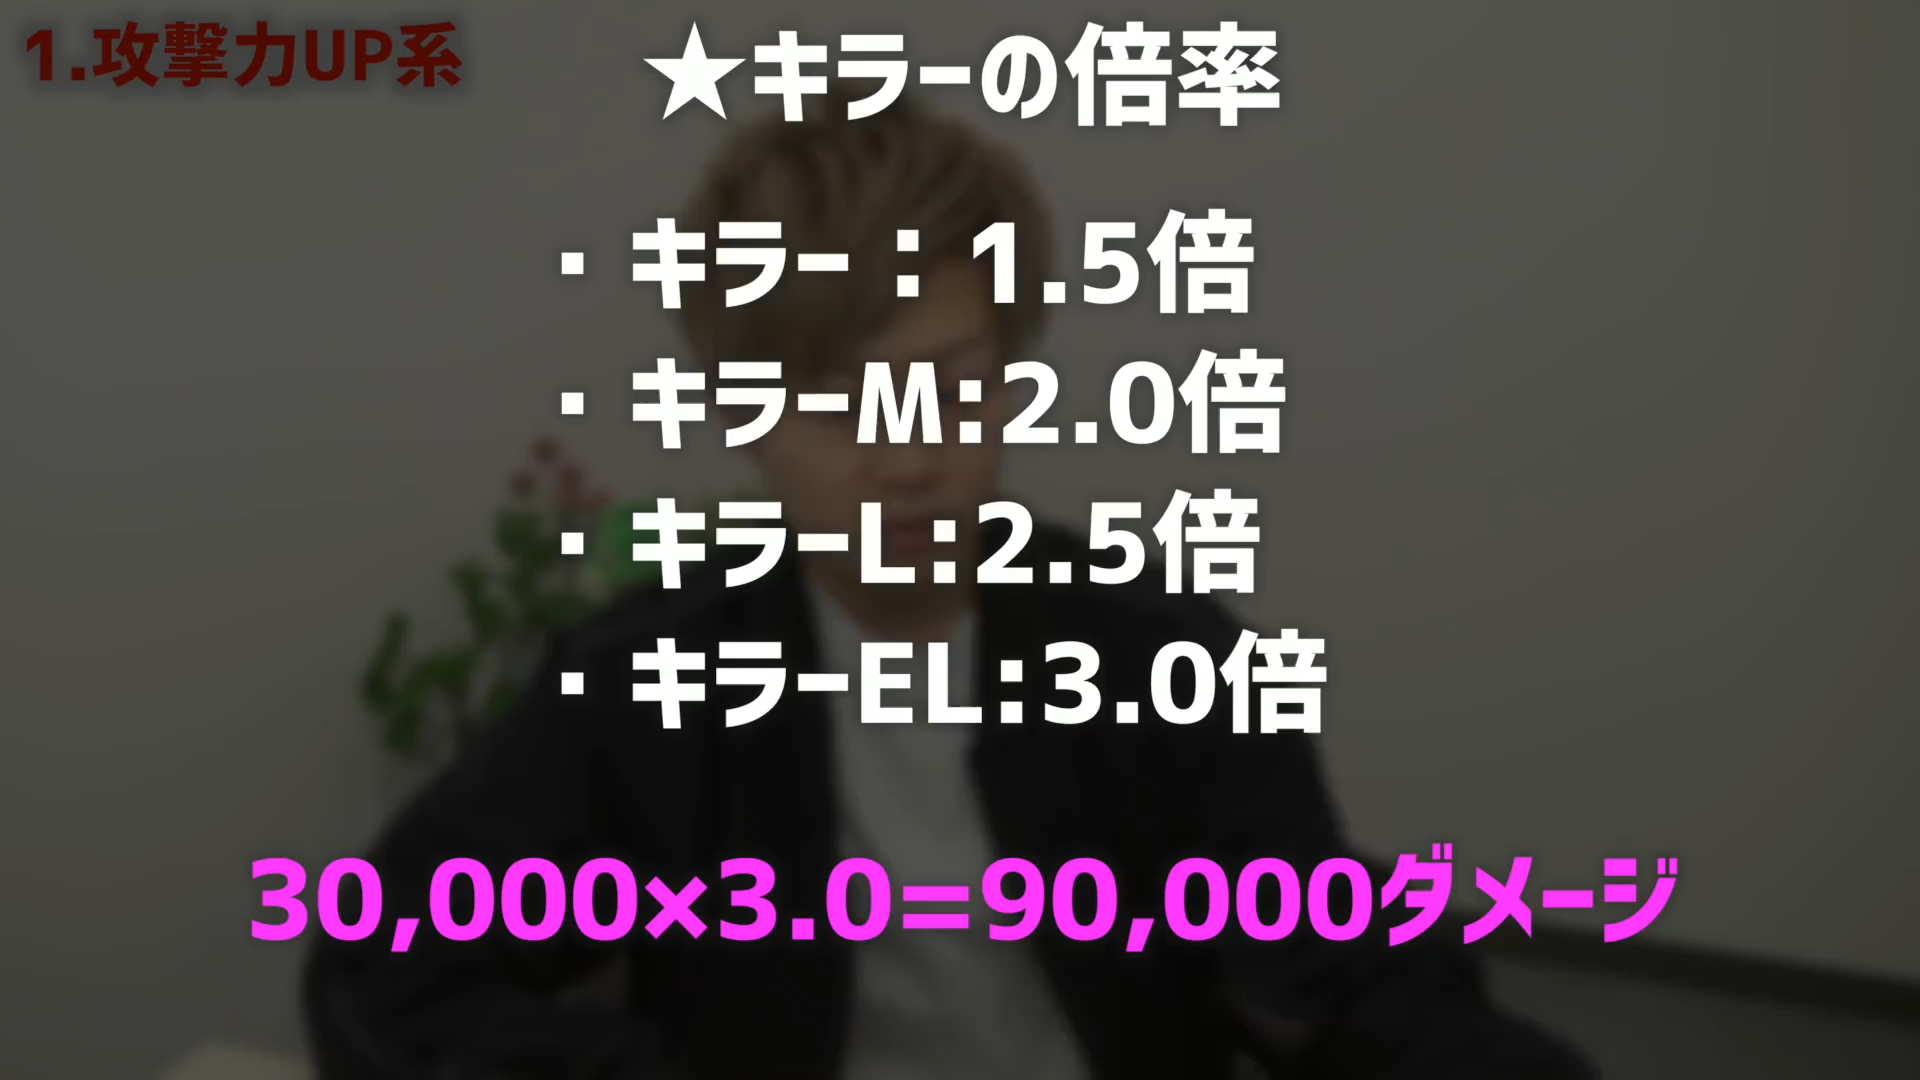 1.攻撃力UP系
★キラーの倍率
・キラー：1.5倍
・キラーM:2.0倍
・キラーL:2.5倍
・キラーEL:3.0倍
30,000×3.0=90,000ダメージ